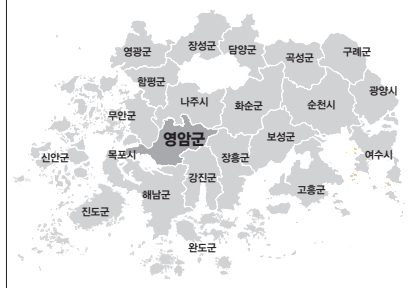 장성군
영광군
담양군
곡성군
구례군
함평군
광양시
나주시
화순군
순천시
무안군
영암군
보성군
신안군
목포시
장흥군
여수시
강진군
해남군
고흥군
진도군
완도군